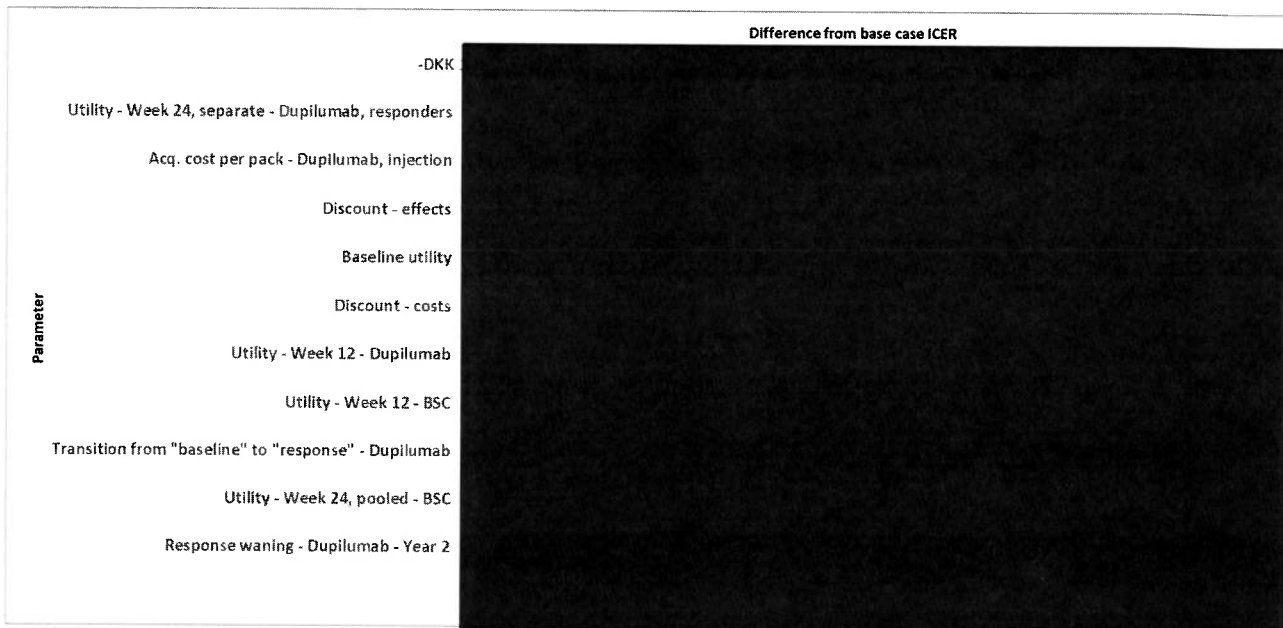 Difference from base case ICER
-DKK
Utility - Week 24, separate - Dupilumab, responders
Acq. cost per pack - Dupilumab, injection
Discount - effects
Baseline utility
Discount - costs
Parameter
Utility - Week 12 - Dupilumab
Utility - Week 12 - BSC
Transition from "baseline" to "response" - Dupilumab
Utility - Week 24, pooled - BSC
Response waning - Dupilumab - Year 2